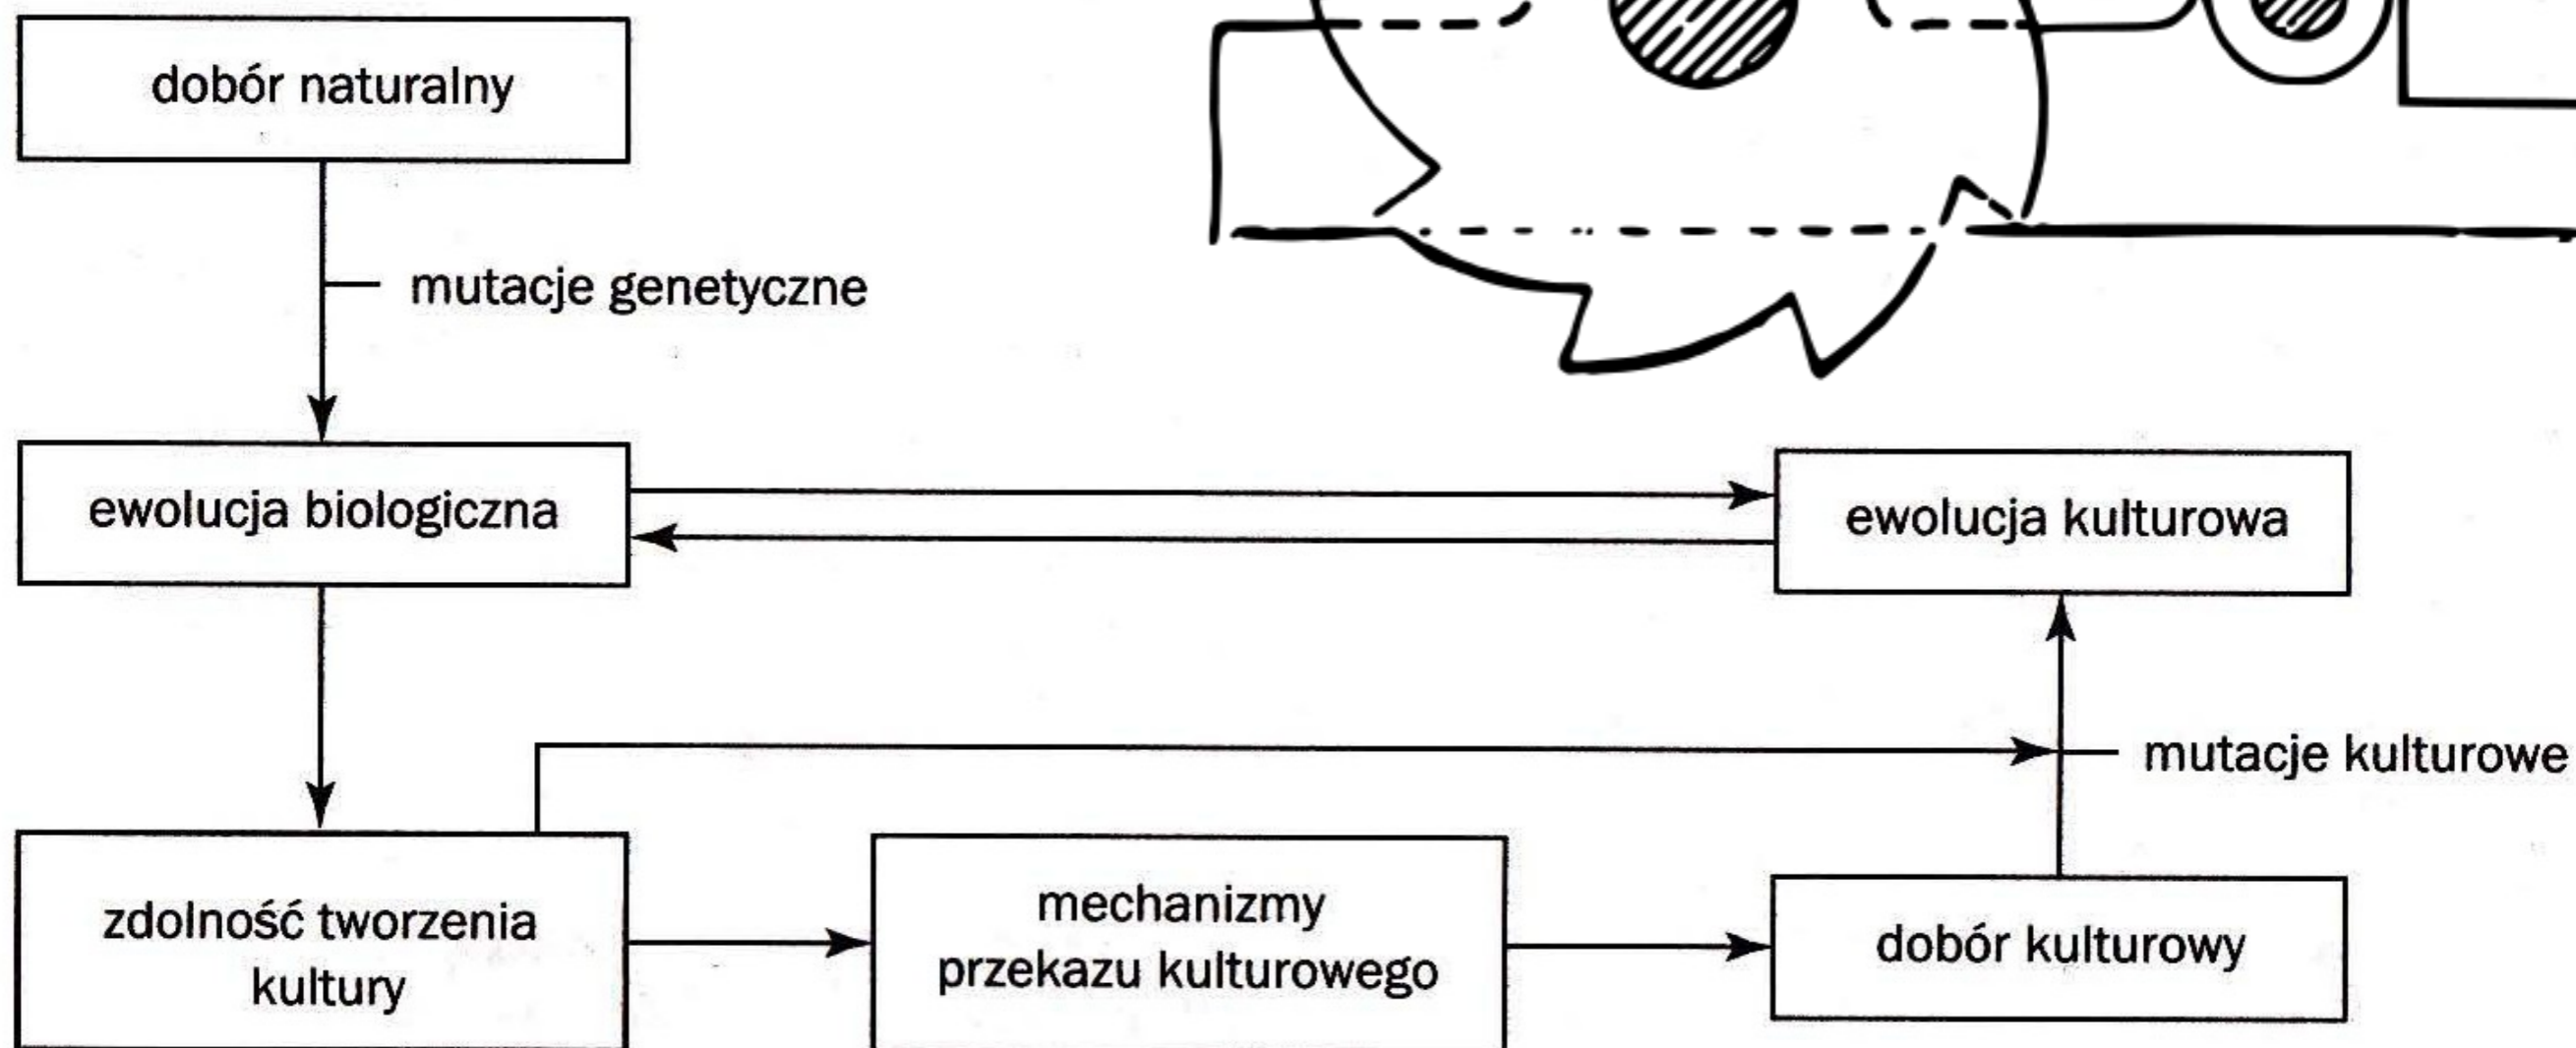 dobór naturalny
mutacje genetyczne
ewolucja biologiczna
ewolucja kulturowa
mutacje kulturowe
zdolność tworzenia
kultury
mechanizmy
przekazu kulturowego
dobór kulturowy